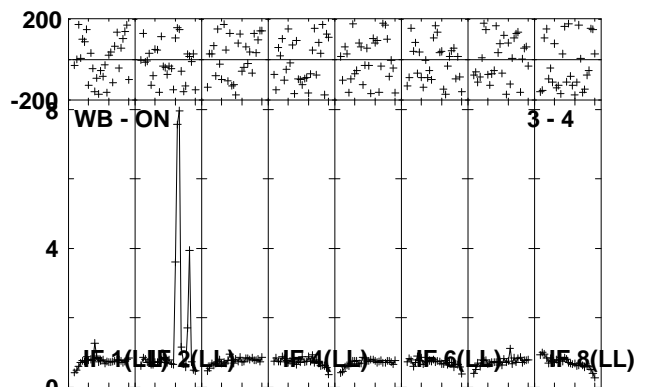 200
-200
8
WB - ON
3 - 4
4
0
IF 1(LL)
IF 2(LL)
IF 4(LL)
IF 6(LL)
IF 8(LL)